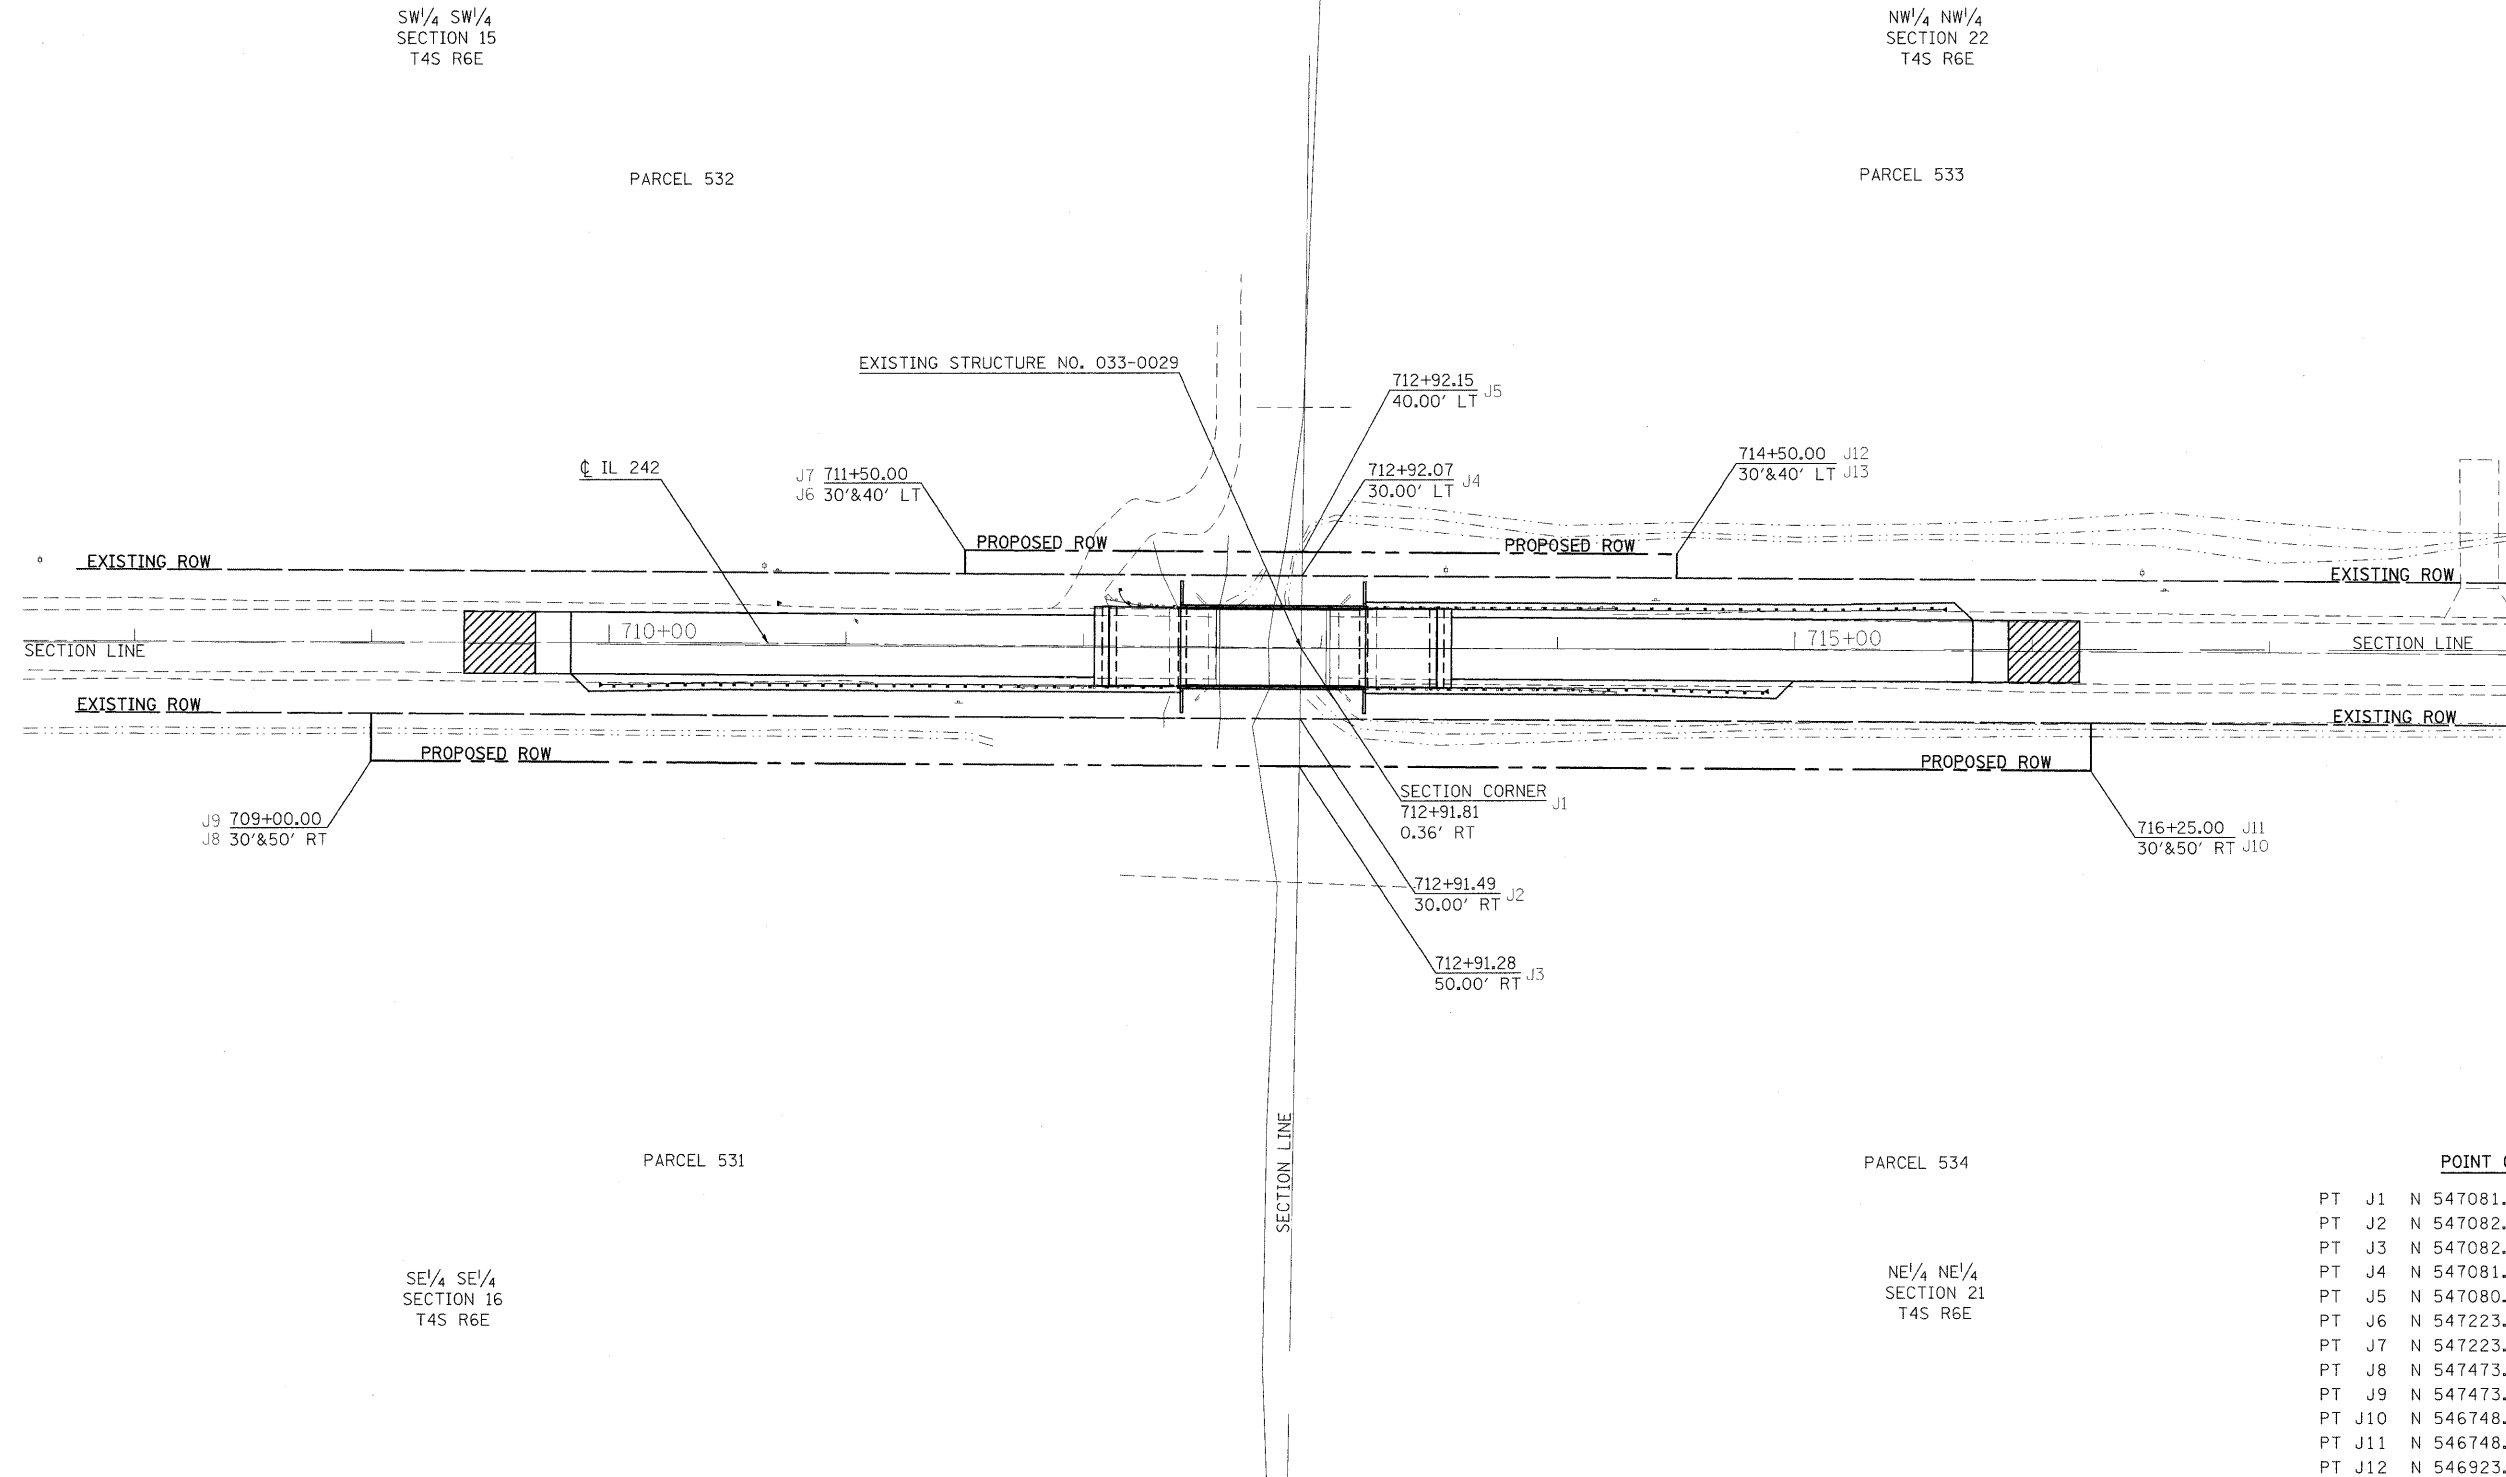 SW1/4 SW1/4
SECTION 15
T4S R6E
NW1/4 NW1/4
SECTION 22
T4S R6E
PARCEL 532
PARCEL 533
EXISTING STRUCTURE NO. 033-0029
712+92.15
40.00' LT J5
℄ IL 242
J7 711+50.00
J6 30'&40' LT
712+92.07
30.00' LT J4
714+50.00 J12
30'&40' LT J13
PROPOSED ROW
PROPOSED ROW
EXISTING ROW
EXISTING ROW
710+00
715+00
SECTION LINE
SECTION LINE
EXISTING ROW
EXISTING ROW
PROPOSED ROW
PROPOSED ROW
J9 709+00.00
J8 30'&50' RT
SECTION CORNER J1
712+91.81
0.36' RT
716+25.00 J11
30'&50' RT J10
712+91.49
30.00' RT J2
712+91.28
50.00' RT J3
SECTION LINE
PARCEL 531
PARCEL 534
SE1/4 SE1/4
SECTION 16
T4S R6E
NE1/4 NE1/4
SECTION 21
T4S R6E
POINT
PT J1 N 547081.
PT J2 N 547082.
PT J3 N 547082.
PT J4 N 547081.
PT J5 N 547080.
PT J6 N 547223.
PT J7 N 547223.
PT J8 N 547473.
PT J9 N 547473.
PT J10 N 546748.
PT J11 N 546748.
PT J12 N 546923.